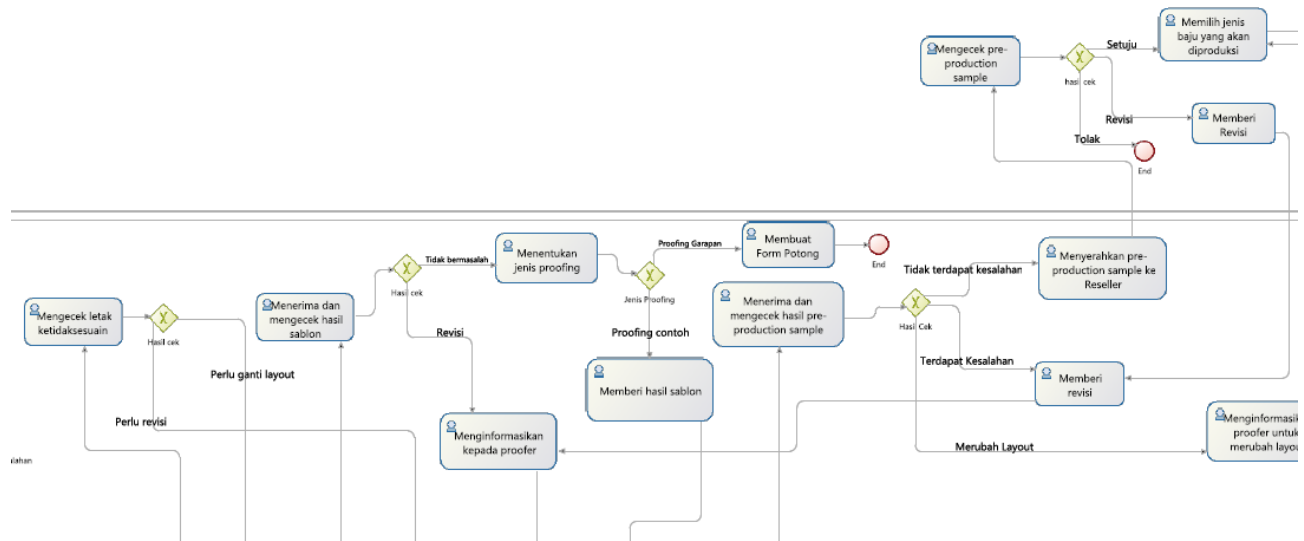 Memilih jenis
baju yang akan
diproduksi
Setuju
Mengecek pre-
production
sample
hasil cek
Revisi
Memberi
Revisi
Tolak
End
Menentukan
jenis proofing
Tidak bermasalah
Hasil cek
Proofing Garapan
Membuat
Form Potong
End
Jenis Proofing
Menyerahkan pre-
production sample ke
Reseller
Tidak terdapat kesalahan
Mengecek letak
ketidaksesuain
Hasil cek
Menerima dan
mengecek hasil
sablon
Menerima dan
mengecek hasil pre-
production sample
Hasil Cek
Revisi
Proofing contoh
Perlu ganti layout
Terdapat Kesalahan
Memberi
revisi
Memberi hasil sablon
Perlu revisi
Menginformasikan
kepada proofer
Merubah Layout
proofer untuk
ılahan